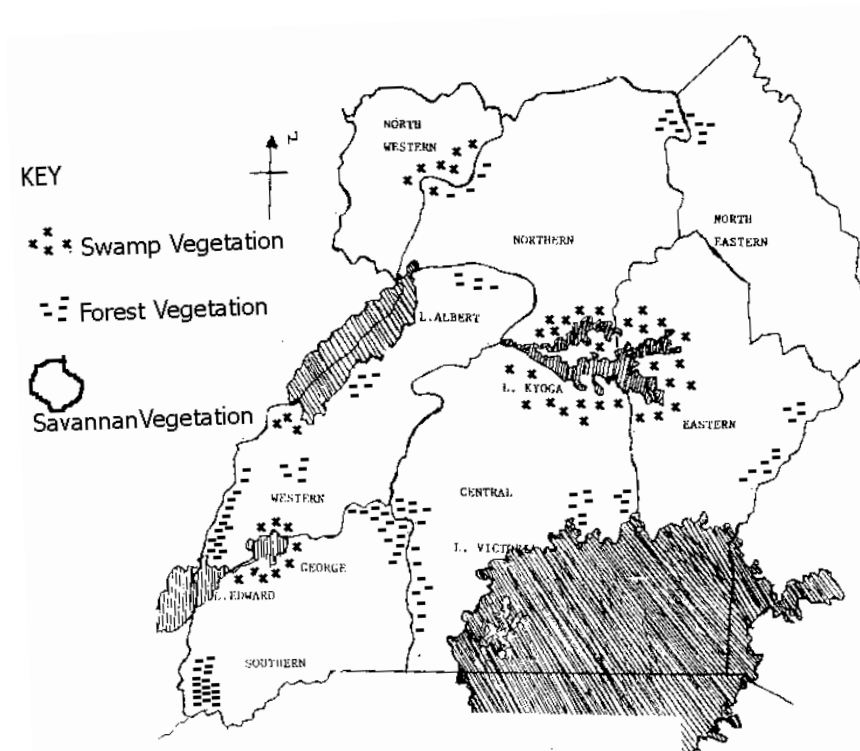 NORTH
WESTERN
N
KEY
Swamp Vegetation
NORTHERN
NORTH
EASTERN
Forest Vegetation
L.ALBERT
L. KYOGA
SavannanVegetation
EASTERN
WESTERN
CENTRAL
L. VICTORIA
GEORGE
L.EDWARD
SOUTHERN